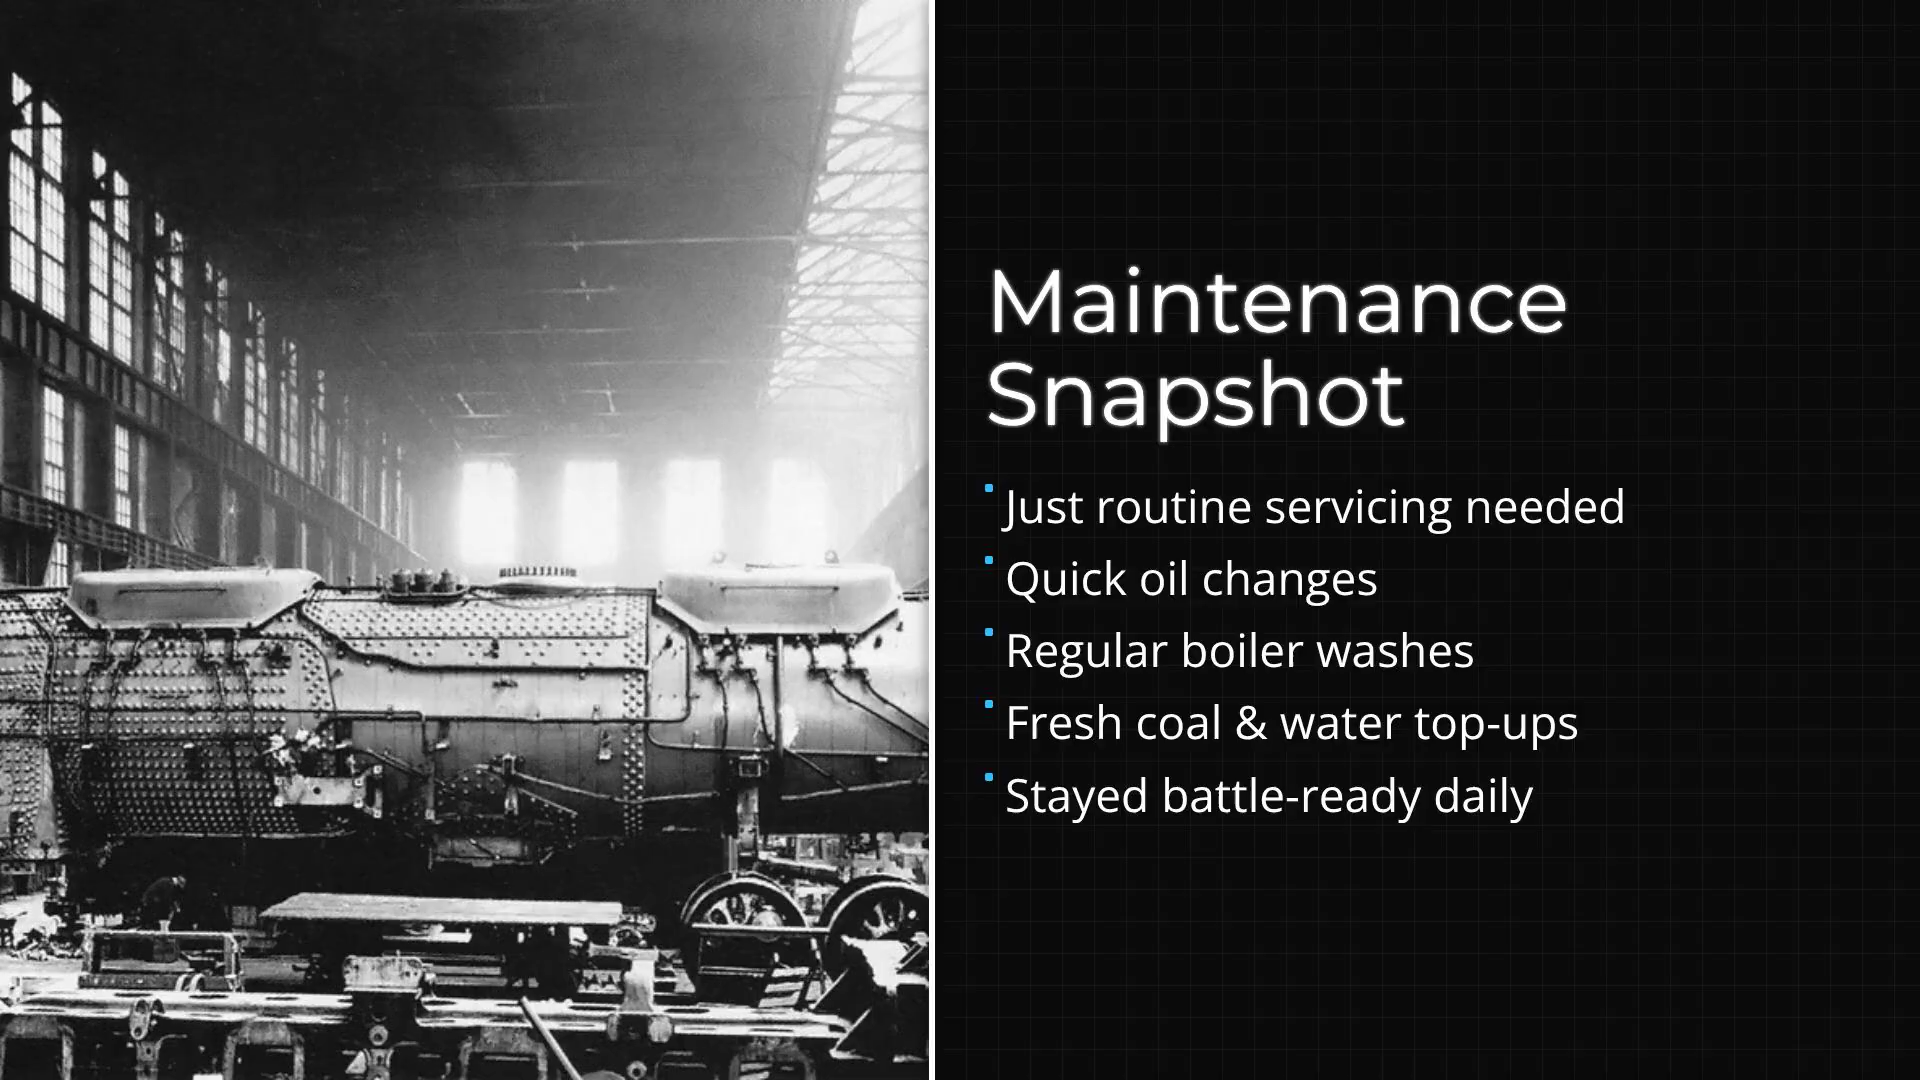 Maintenance
Snapshot
Just routine servicing needed
Quick oil changes
Regular boiler washes
Fresh coal & water top-ups
Stayed battle-ready daily